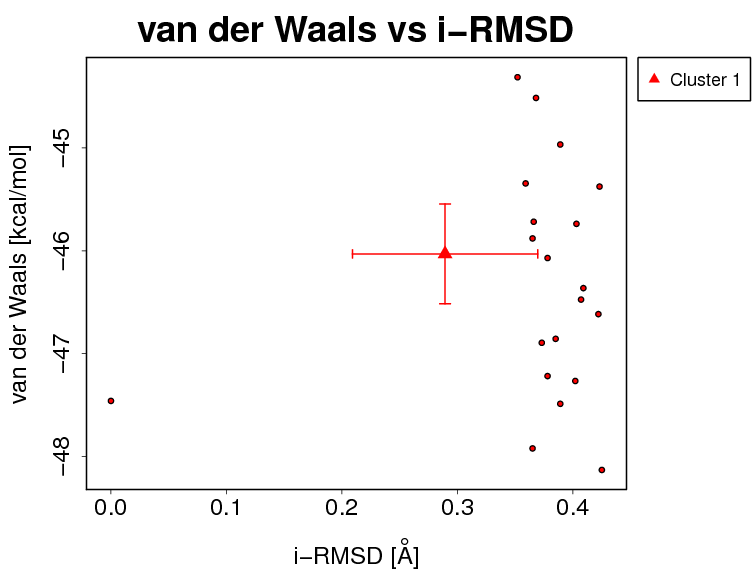 van der Waals vs i−RMSD
Cluster 1
van der Waals [kcal/mol]
−45
−46
−47
−48
0.0 0.1 0.2 0.3 0.4
i−RMSD [Å]